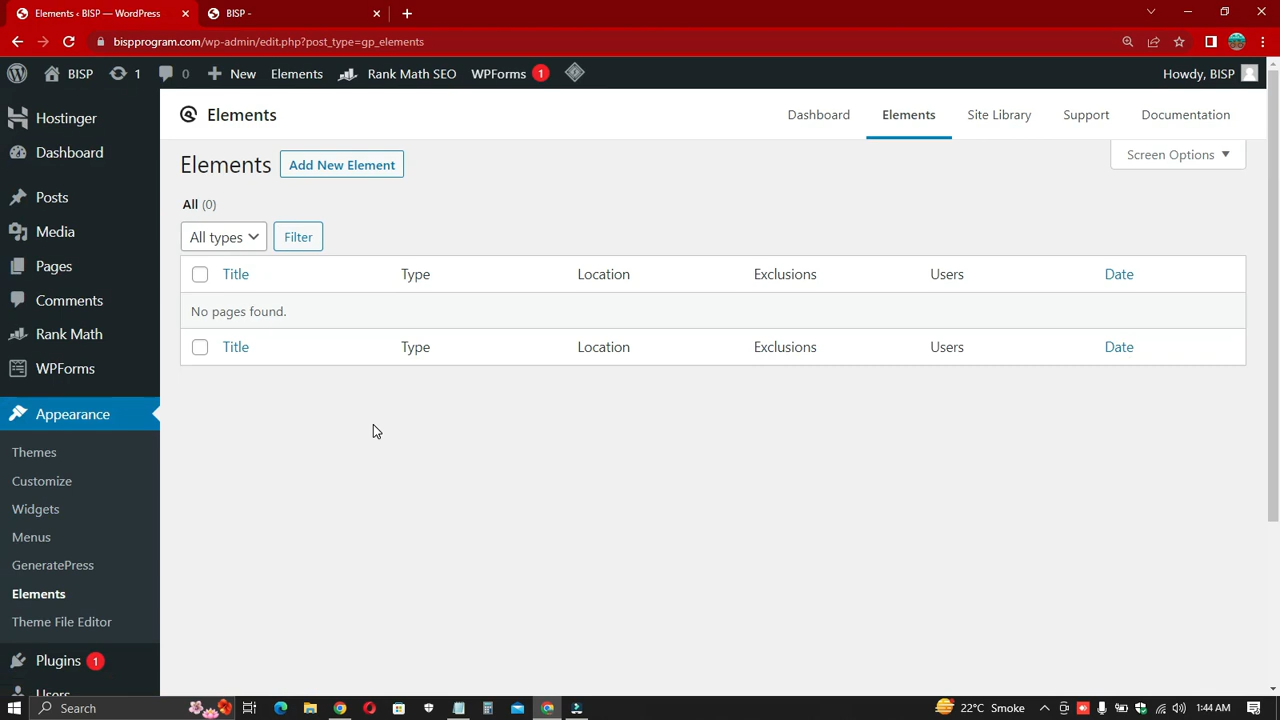 Elements ‹ BISP — WordPress
BISP -
bispprogram.com/wp-admin/edit.php?post_type=gp_elements
BISP 1 0 New Elements Rank Math SEO WPForms 1 Howdy, BISP
Elements Dashboard Elements Site Library Support Documentation
Elements Add New Element Screen Options
All (0)
All types Filter
Title Type Location Exclusions Users Date
No pages found.
Title Type Location Exclusions Users Date
Hostinger
Dashboard
Posts
Media
Pages
Comments
Rank Math
WPForms
Appearance
Themes
Customize
Widgets
Menus
GeneratePress
Elements
Theme File Editor
Plugins 1
Users
Search 22°C Smoke 1:44 AM